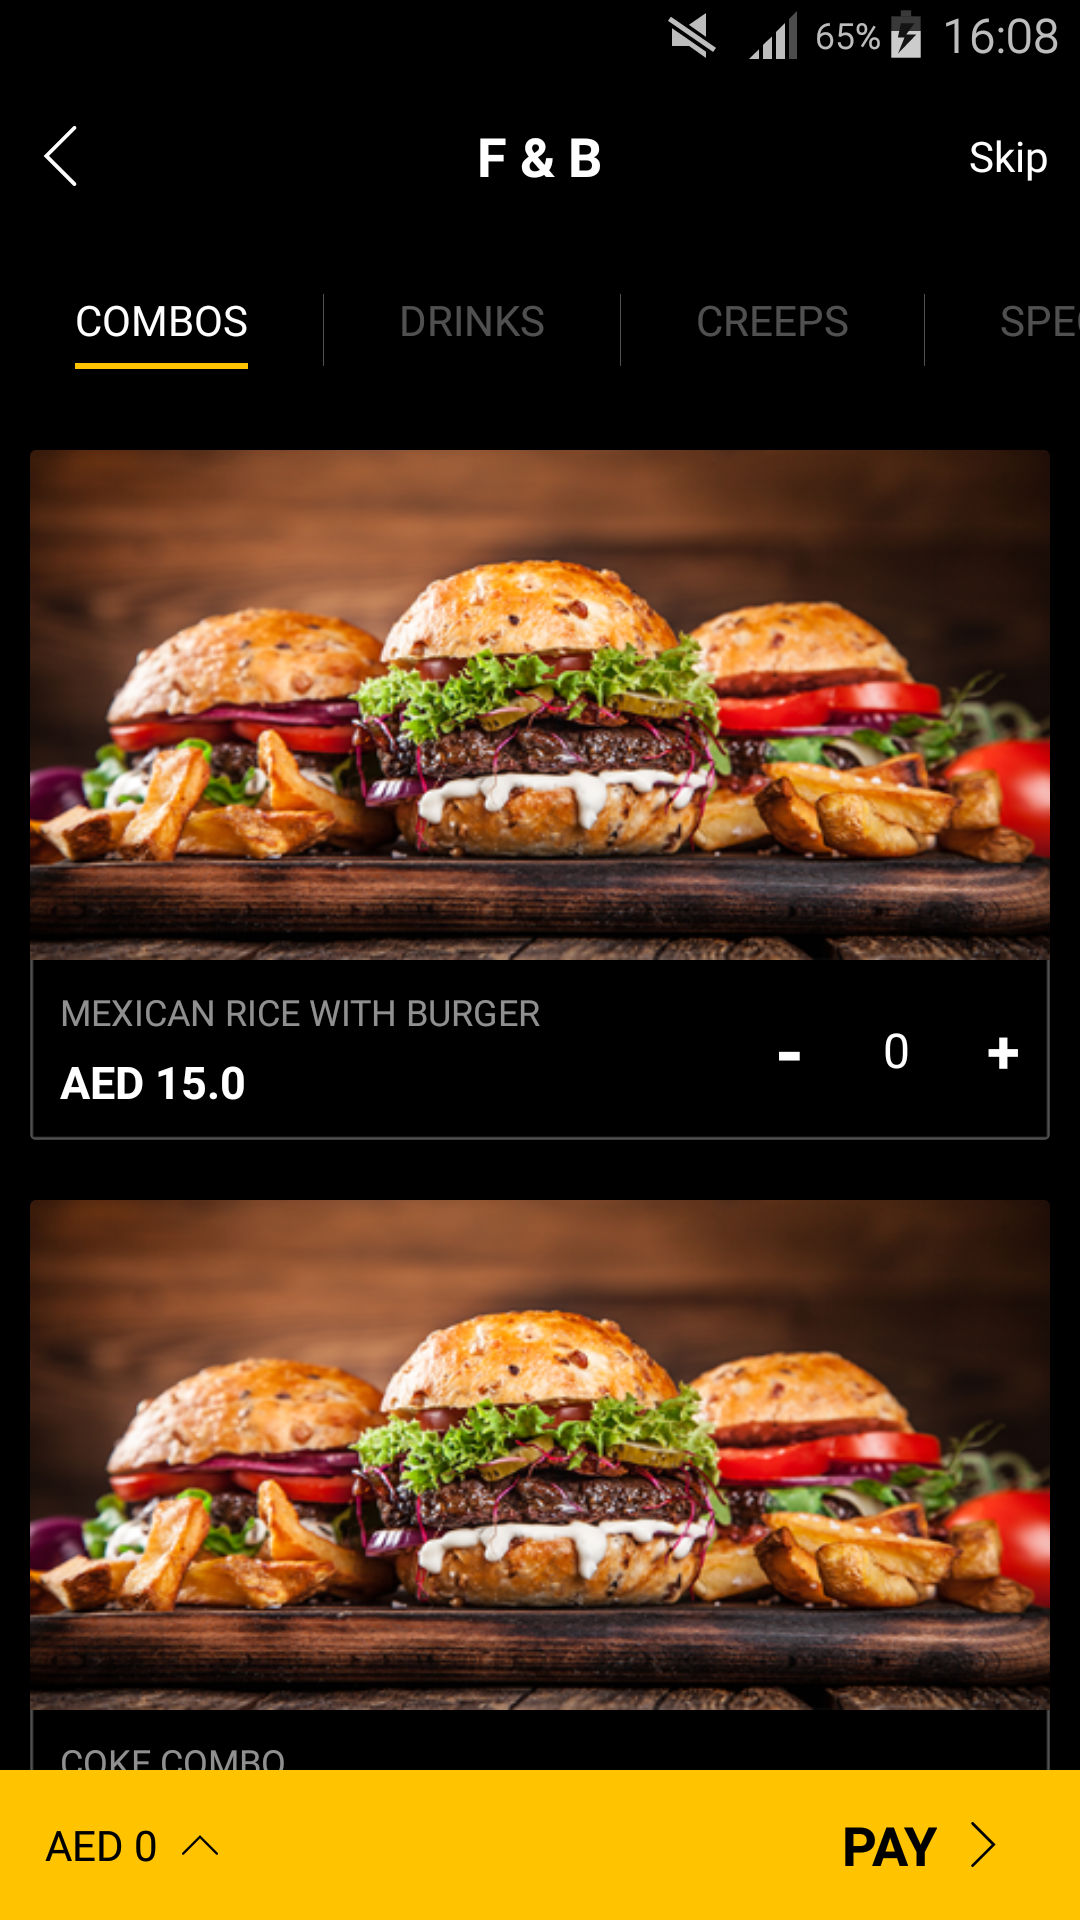 65% 16:08
F & B
Skip
COMBOS DRINKS CREEPS SPE
MEXICAN RICE WITH BURGER
AED 15.0
- 0 +
COKE COMBO
AED 0
PAY